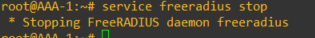 root@AAA-1:~# service freeradius stop
* Stopping FreeRADIUS daemon freeradius
root@AAA-1:~#